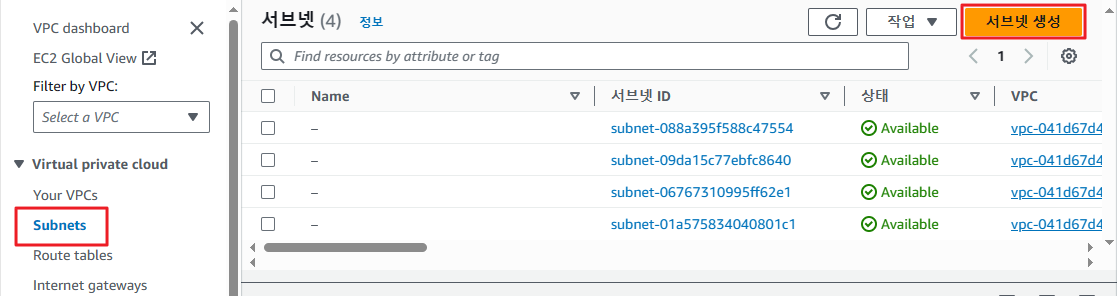 VPC dashboard
EC2 Global View
Filter by VPC:
Select a VPC
Virtual private cloud
Your VPCs
Subnets
Route tables
Internet gateways
서브넷 (4) 정보
작업
서브넷 생성
Find resources by attribute or tag
1
Name 서브넷 ID 상태 VPC
– subnet-088a395f588c47554 Available vpc-041d67d4
– subnet-09da15c77ebfc8640 Available vpc-041d67d4
– subnet-06767310995ff62e1 Available vpc-041d67d4
– subnet-01a575834040801c1 Available vpc-041d67d4